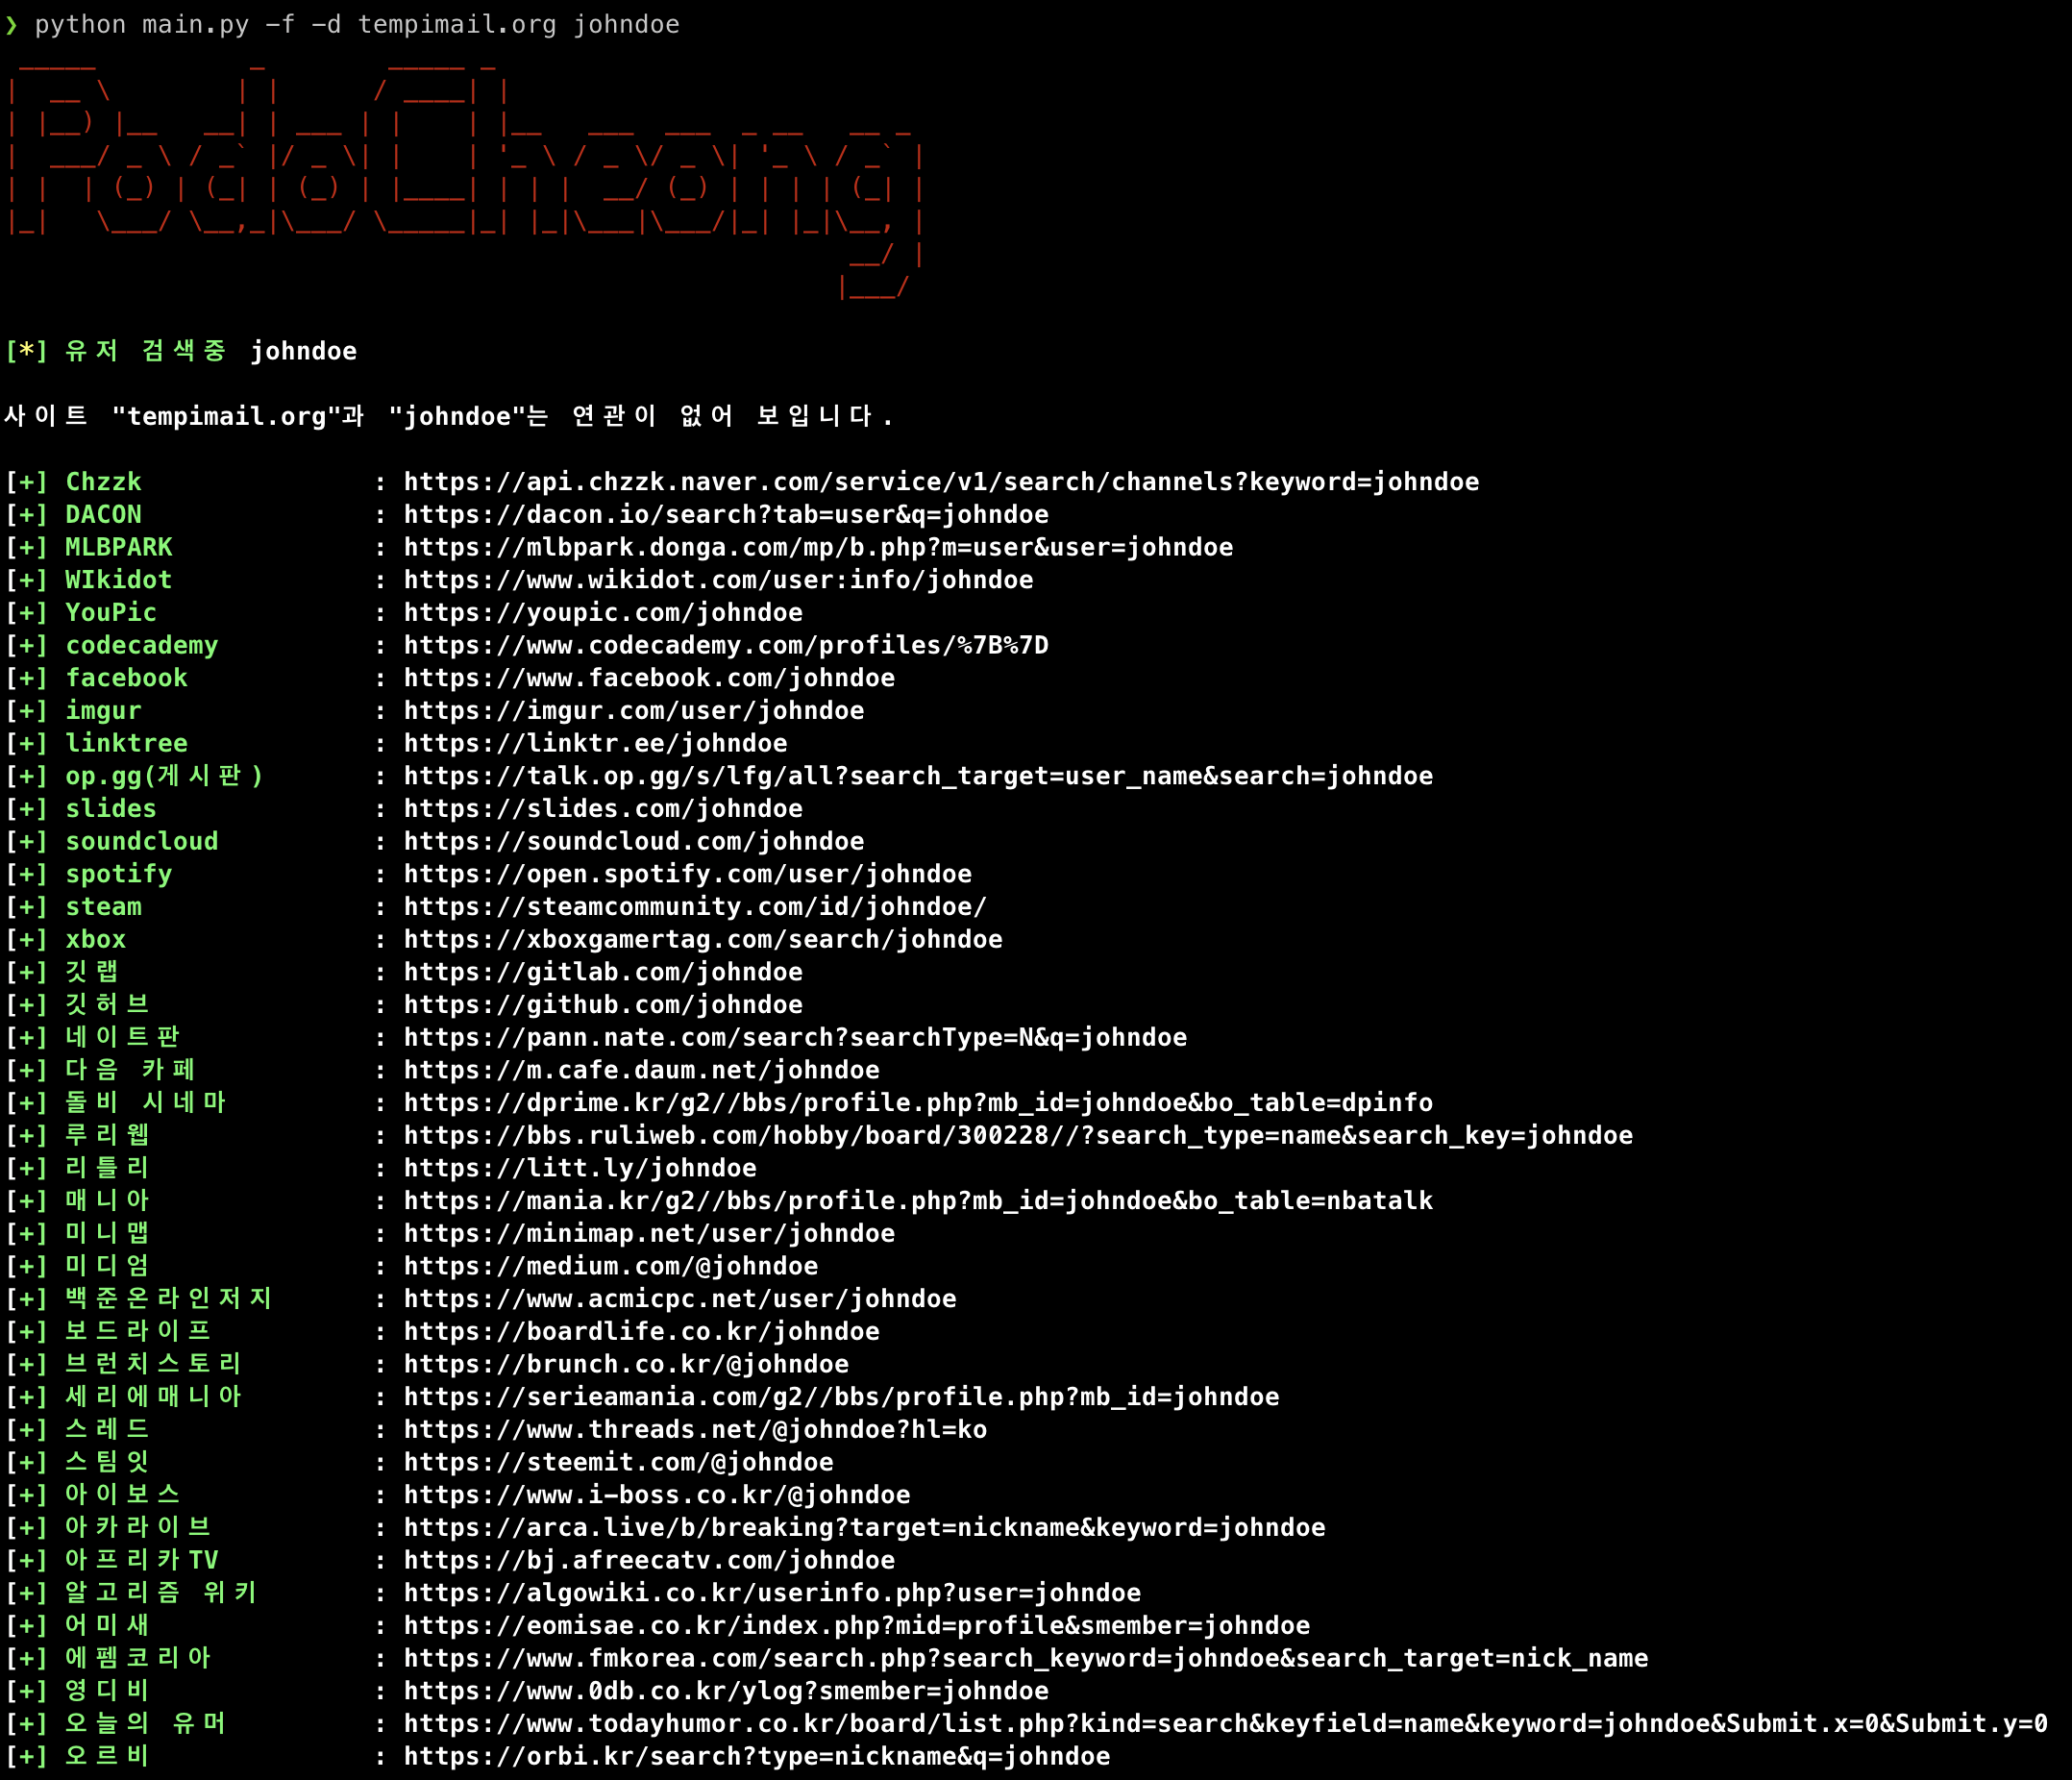 ❯ python main.py -f -d tempimail.org johndoe
PodoCheong
[*] 유저 검색중 johndoe
사이트 "tempimail.org"과 "johndoe"는 연관이 없어 보입니다.
[+] Chzzk : https://api.chzzk.naver.com/service/v1/search/channels?keyword=johndoe
[+] DACON : https://dacon.io/search?tab=user&q=johndoe
[+] MLBPARK : https://mlbpark.donga.com/mp/b.php?m=user&user=johndoe
[+] WIkidot : https://www.wikidot.com/user:info/johndoe
[+] YouPic : https://youpic.com/johndoe
[+] codecademy : https://www.codecademy.com/profiles/%7B%7D
[+] facebook : https://www.facebook.com/johndoe
[+] imgur : https://imgur.com/user/johndoe
[+] linktree : https://linktr.ee/johndoe
[+] op.gg(게시판) : https://talk.op.gg/s/lfg/all?search_target=user_name&search=johndoe
[+] slides : https://slides.com/johndoe
[+] soundcloud : https://soundcloud.com/johndoe
[+] spotify : https://open.spotify.com/user/johndoe
[+] steam : https://steamcommunity.com/id/johndoe/
[+] xbox : https://xboxgamertag.com/search/johndoe
[+] 깃랩 : https://gitlab.com/johndoe
[+] 깃허브 : https://github.com/johndoe
[+] 네이트판 : https://pann.nate.com/search?searchType=N&q=johndoe
[+] 다음 카페 : https://m.cafe.daum.net/johndoe
[+] 돌비 시네마 : https://dprime.kr/g2//bbs/profile.php?mb_id=johndoe&bo_table=dpinfo
[+] 루리웹 : https://bbs.ruliweb.com/hobby/board/300228//?search_type=name&search_key=johndoe
[+] 리틀리 : https://litt.ly/johndoe
[+] 매니아 : https://mania.kr/g2//bbs/profile.php?mb_id=johndoe&bo_table=nbatalk
[+] 미니맵 : https://minimap.net/user/johndoe
[+] 미디엄 : https://medium.com/@johndoe
[+] 백준온라인저지 : https://www.acmicpc.net/user/johndoe
[+] 보드라이프 : https://boardlife.co.kr/johndoe
[+] 브런치스토리 : https://brunch.co.kr/@johndoe
[+] 세리에매니아 : https://serieamania.com/g2//bbs/profile.php?mb_id=johndoe
[+] 스레드 : https://www.threads.net/@johndoe?hl=ko
[+] 스팀잇 : https://steemit.com/@johndoe
[+] 아이보스 : https://www.i-boss.co.kr/@johndoe
[+] 아카라이브 : https://arca.live/b/breaking?target=nickname&keyword=johndoe
[+] 아프리카TV : https://bj.afreecatv.com/johndoe
[+] 알고리즘 위키 : https://algowiki.co.kr/userinfo.php?user=johndoe
[+] 어미새 : https://eomisae.co.kr/index.php?mid=profile&smember=johndoe
[+] 에펨코리아 : https://www.fmkorea.com/search.php?search_keyword=johndoe&search_target=nick_name
[+] 영디비 : https://www.0db.co.kr/ylog?smember=johndoe
[+] 오늘의 유머 : https://www.todayhumor.co.kr/board/list.php?kind=search&keyfield=name&keyword=johndoe&Submit.x=0&Submit.y=0
[+] 오르비 : https://orbi.kr/search?type=nickname&q=johndoe